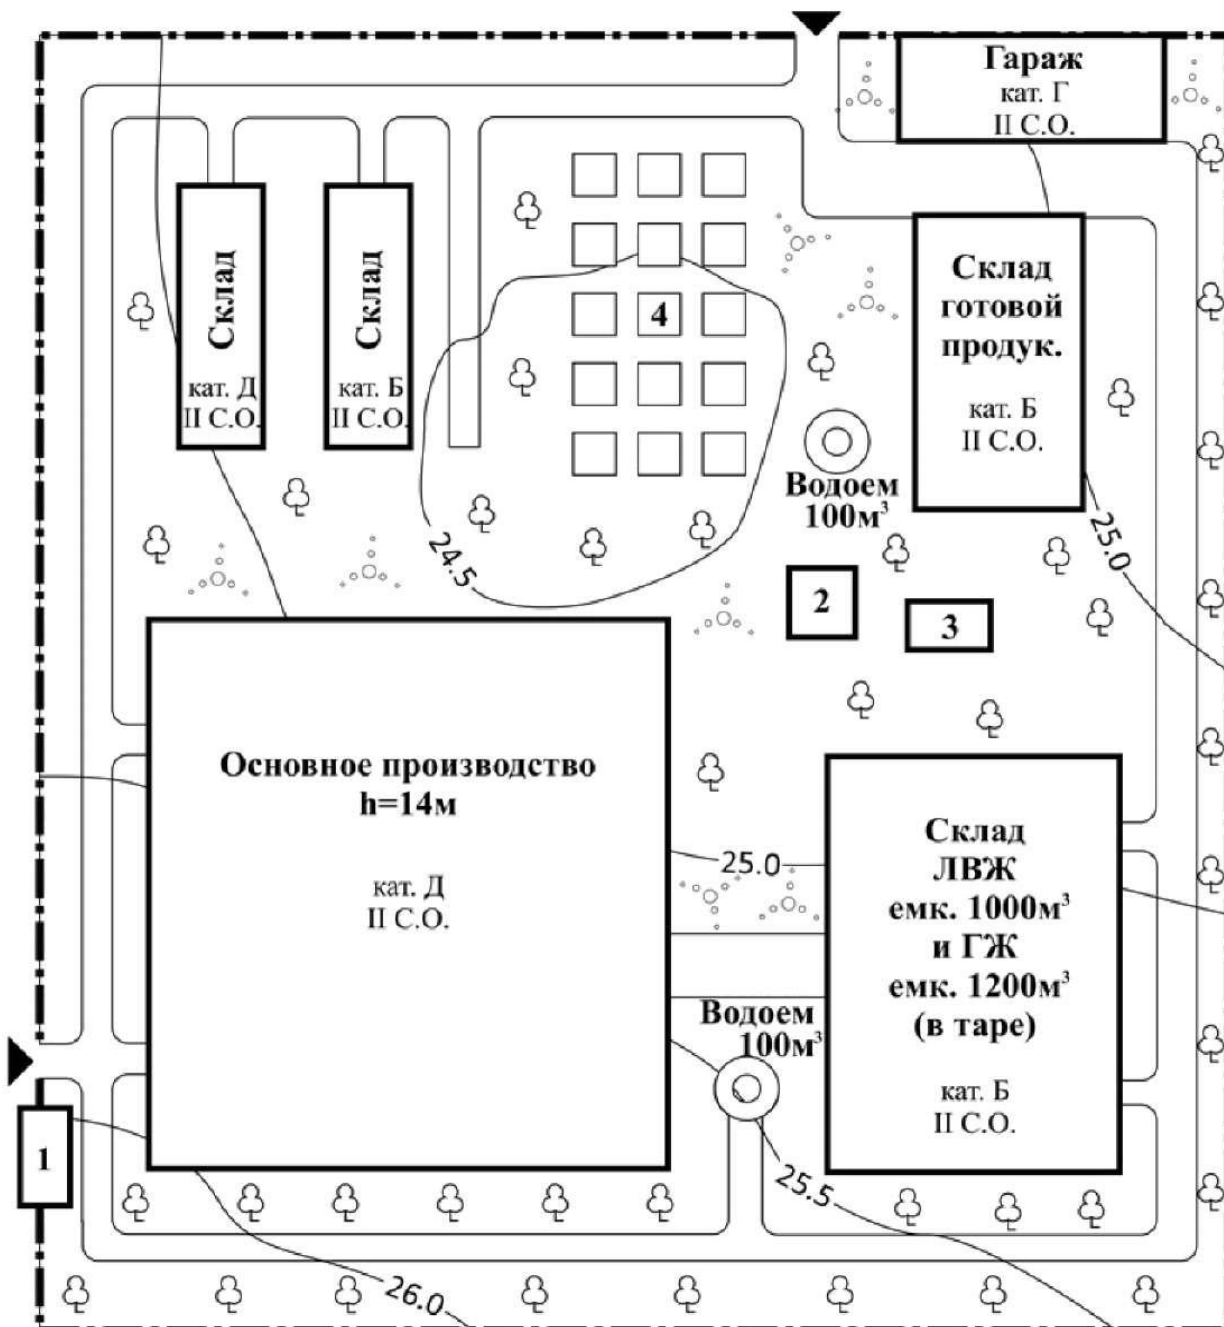 Гараж
кат. Г
II С.О.
Склад
кат. Д
II С.О.
Склад
кат. Б
II С.О.
4
Склад
готовой
продук.
кат. Б
II С.О.
Водоем
100м³
25.0
24.5
2
3
Основное производство
h=14м
кат. Д
II С.О.
25.0
Склад
ЛВЖ
емк. 1000м³
и ГЖ
емк. 1200м³
(в таре)
кат. Б
II С.О.
Водоем
100м³
1
25.5
26.0